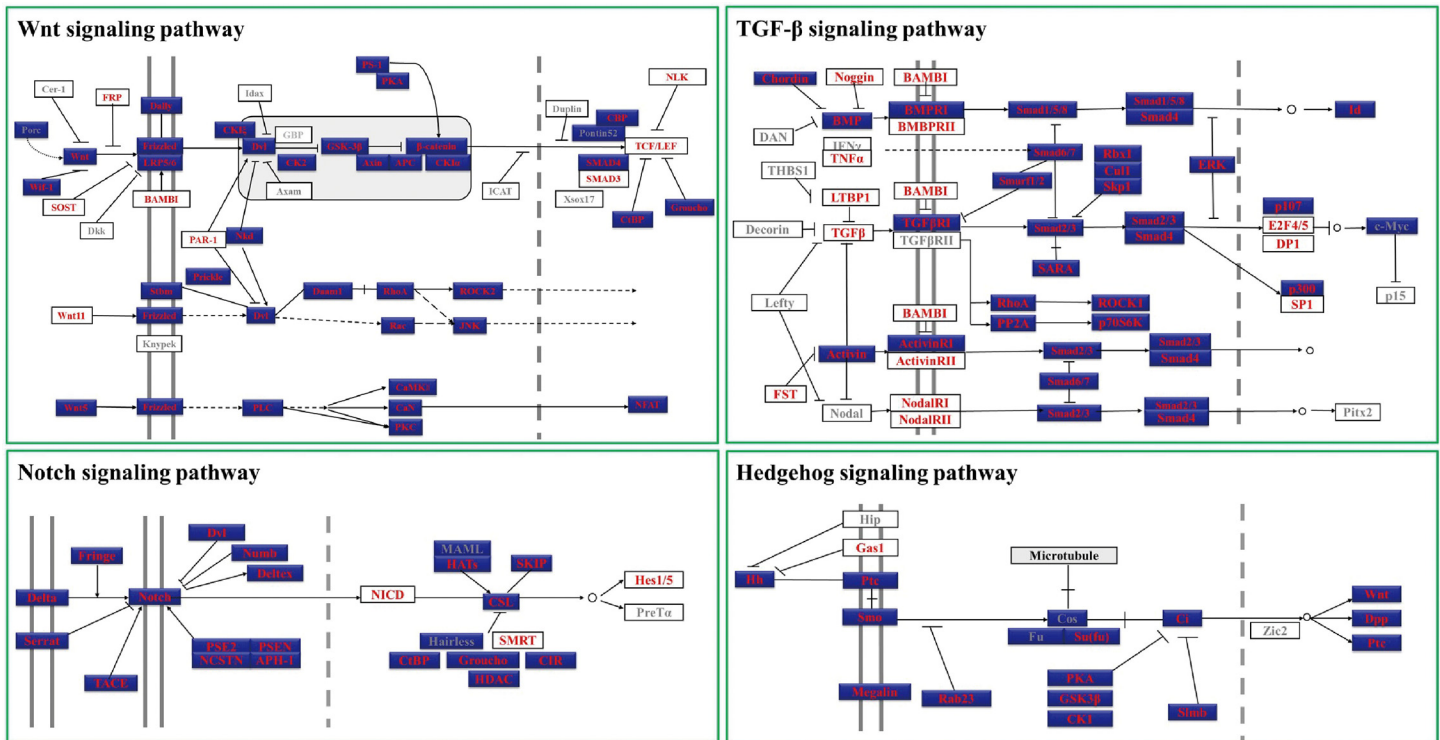 Wnt signaling pathway
PS-1
PKA
NLK
Cer-1
FRP
Dally
Idax
Duplin
CBP
Porc
CKIε
GBP
Pontin52
Wnt
Frizzled
Dvl
GSK-3β
β-catenin
TCF/LEF
LRP5/6
CK2
Axin
APC
CKIα
SMAD4
Wif-1
SMAD3
SOST
BAMBI
Axam
ICAT
Xsox17
Dkk
CtBP
Groucho
PAR-1
Nkd
Prickle
Stbm
Daam1
RhoA
ROCK2
Wnt11
Frizzled
Dvl
Rac
JNK
Knypek
CaMKI
Wnt5
Frizzled
PLC
CaN
NFAT
PKC
TGF-β signaling pathway
Chordin
Noggin
BAMBI
BMP
BMPRI
BMBPRII
Smad1/5/8
Smad1/5/8
Smad4
Id
DAN
IFNγ
TNFα
Smad6/7
Rbx1
Cul1
Skp1
ERK
THBS1
Smurf1/2
LTBP1
BAMBI
p107
Decorin
TGFβ
TGFβRI
TGFβRII
Smad2/3
Smad2/3
Smad4
E2F4/5
DP1
c-Myc
SARA
p300
SP1
p15
Lefty
RhoA
ROCK1
BAMBI
PP2A
p70S6K
Activin
ActivinRI
ActivinRII
Smad2/3
Smad2/3
Smad4
FST
Smad6/7
Nodal
NodalRI
NodalRII
Smad2/3
Smad2/3
Smad4
Pitx2
Notch signaling pathway
Dvl
Fringe
Numb
Deltex
MAML
HATs
SKIP
Hes1/5
Delta
Notch
NICD
CSL
PreTα
Serrat
PSE2
PSEN
NCSTN
APH-1
Hairless
SMRT
CtBP
Groucho
CIR
HDAC
TACE
Hedgehog signaling pathway
Hip
Gas1
Microtubule
Hh
Ptc
Wnt
Smo
Cos
Ci
Dpp
Fu
Su(fu)
Zic2
Ptc
PKA
Megalin
Rab23
GSK3β
Slmb
CKI